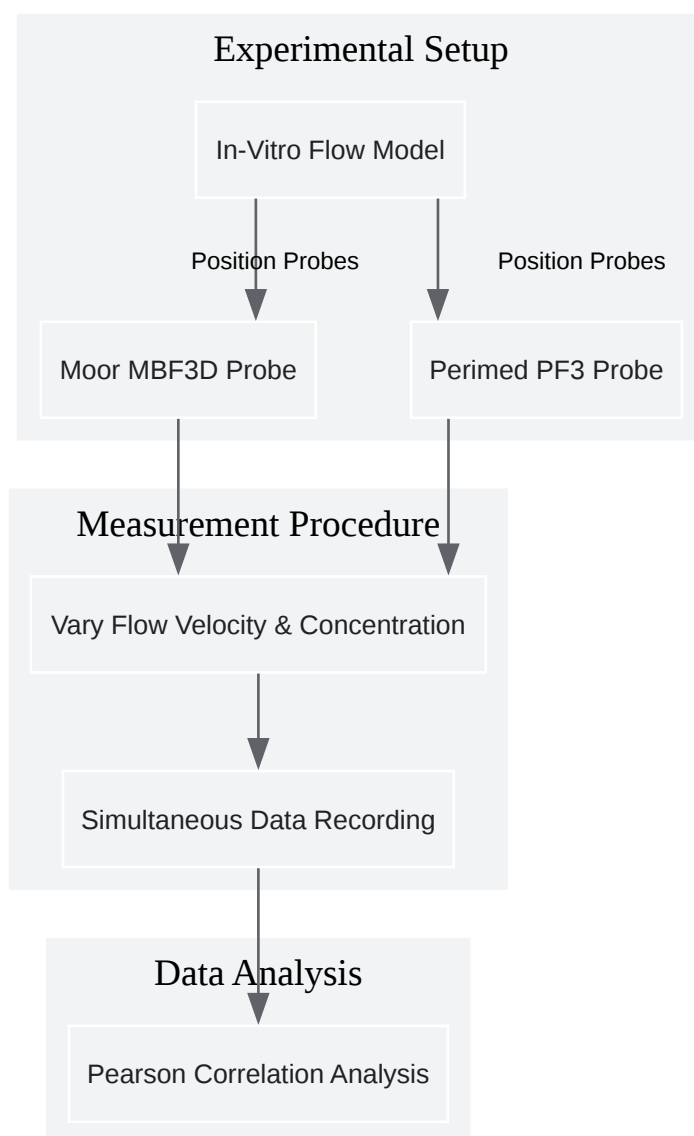 Experimental Setup
In-Vitro Flow Model
Position Probes
Position Probes
Moor MBF3D Probe
Perimed PF3 Probe
Measurement Procedure
Vary Flow Velocity & Concentration
Simultaneous Data Recording
Data Analysis
Pearson Correlation Analysis